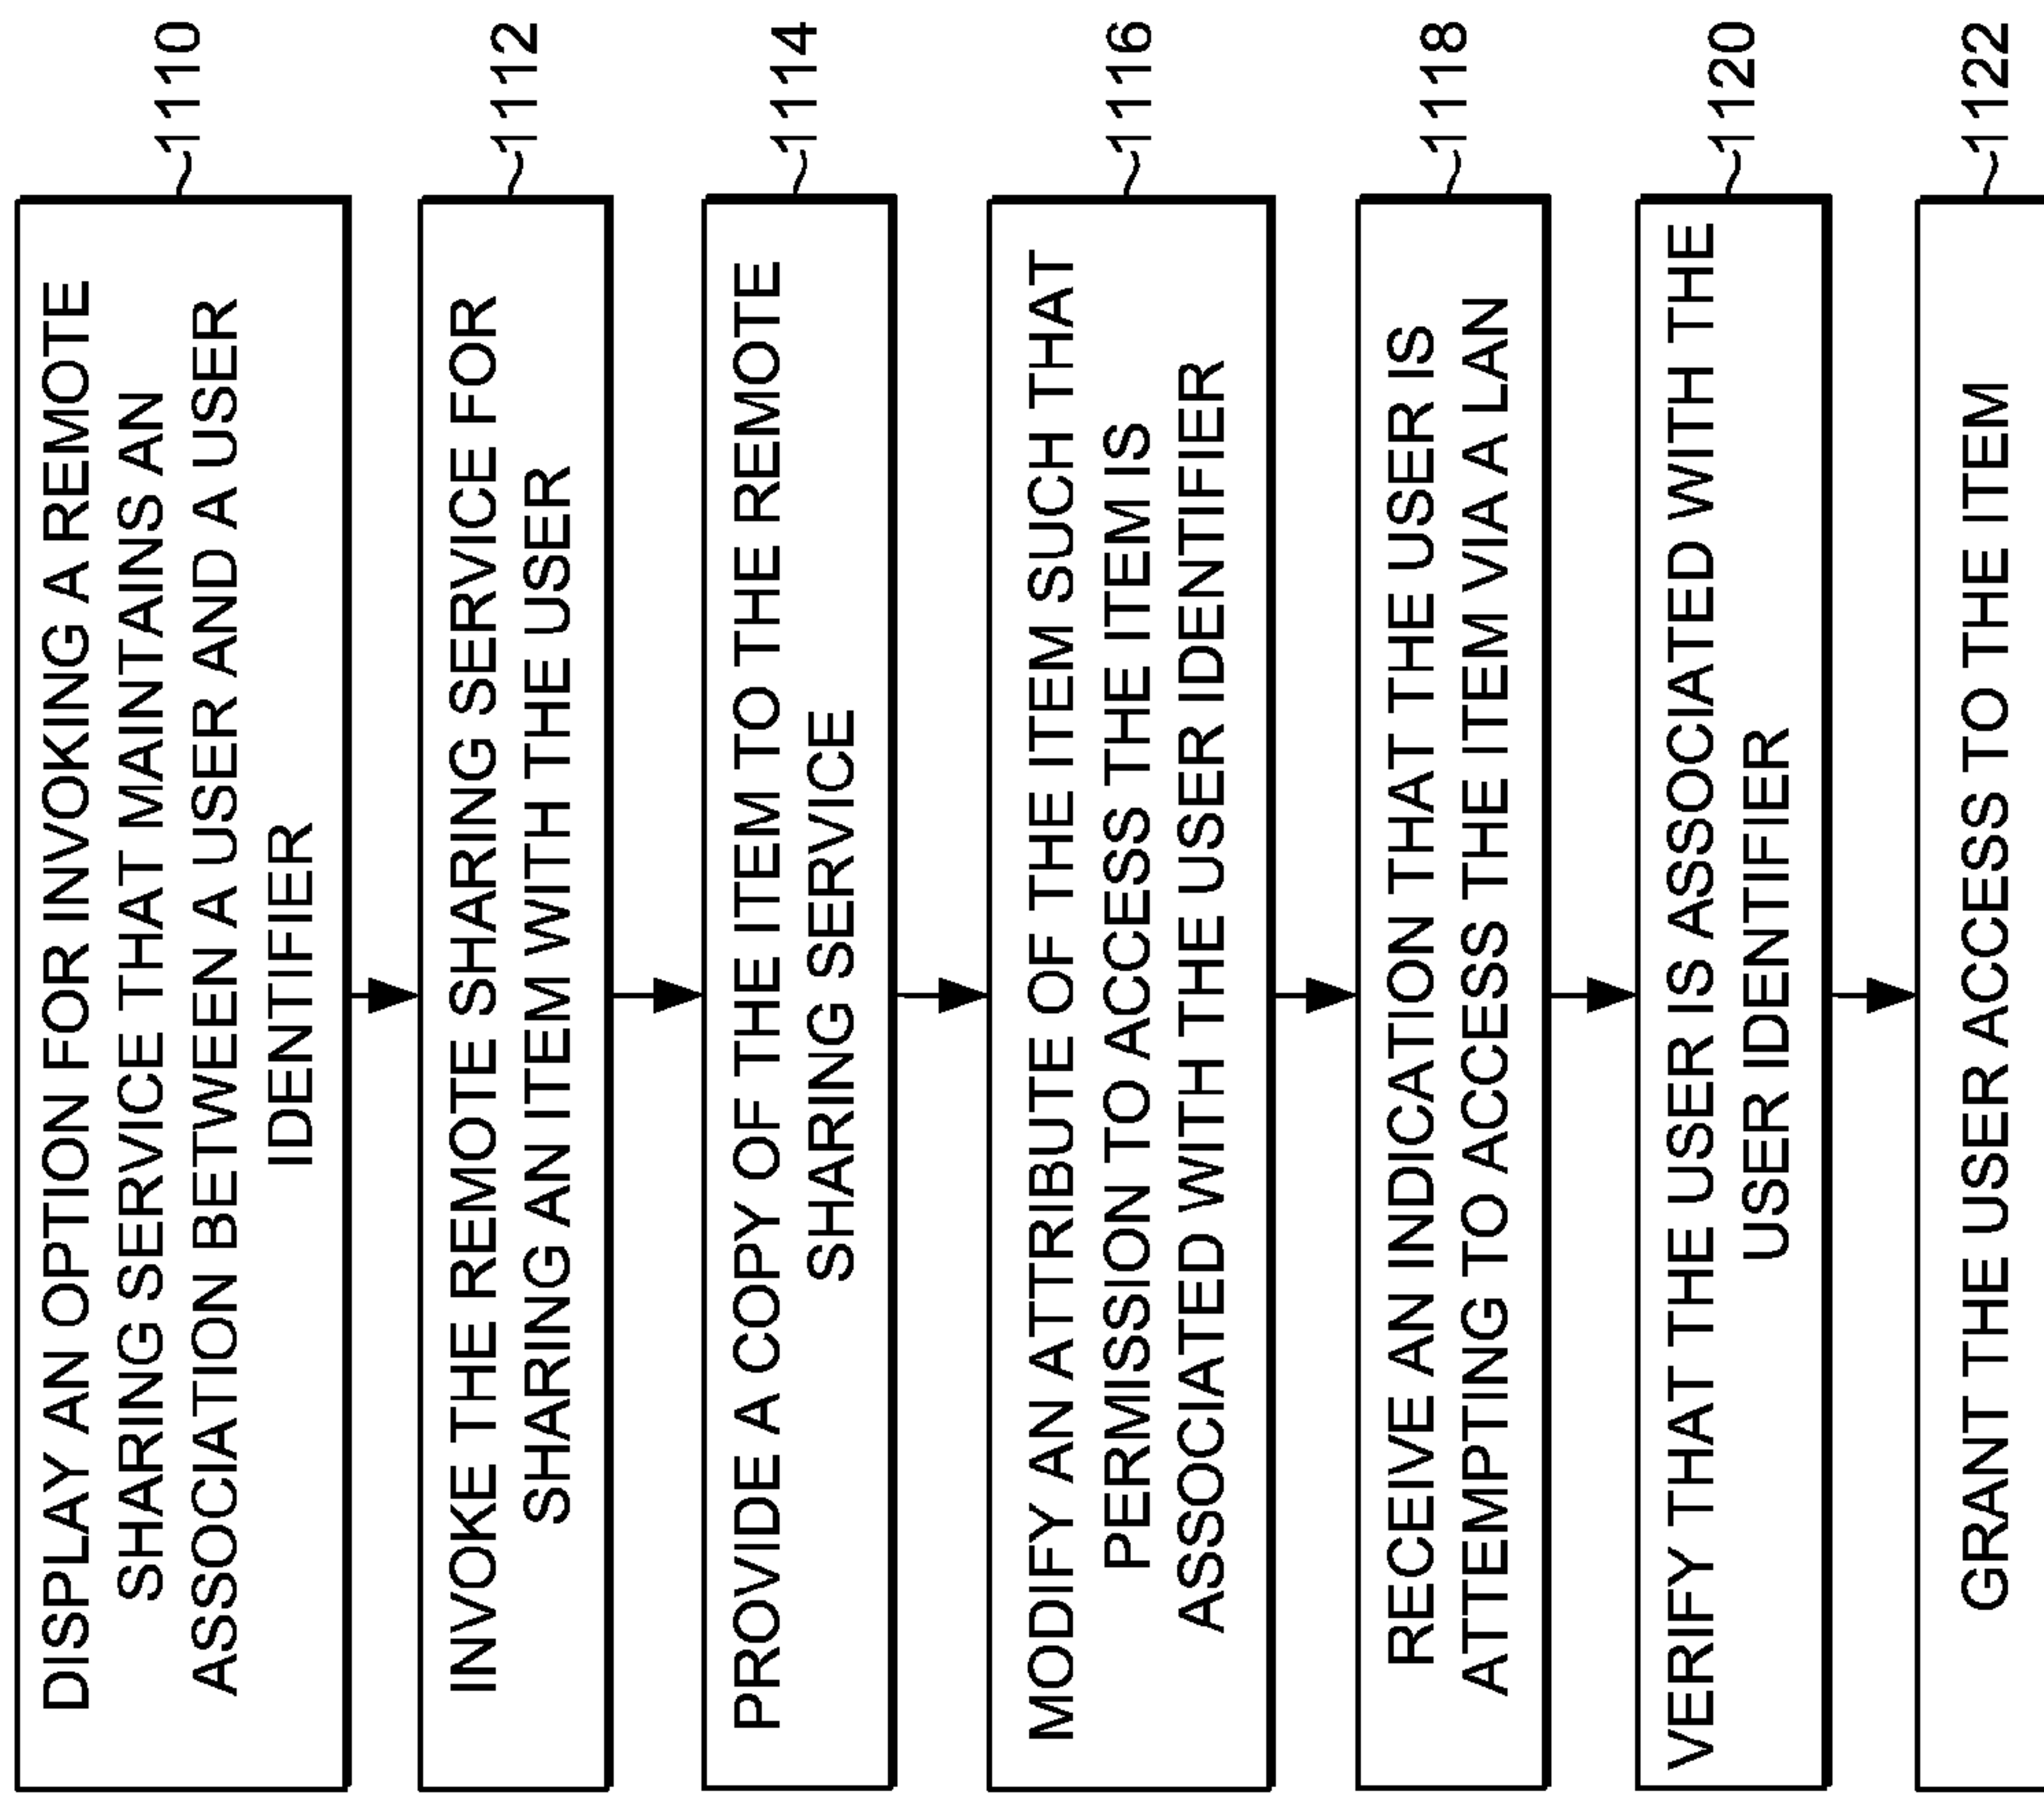 DISPLAY AN OPTION FOR INVOKING A REMOTE
SHARING SERVICE THAT MAINTAINS AN
ASSOCIATION BETWEEN A USER AND A USER
IDENTIFIER
1110
INVOKE THE REMOTE SHARING SERVICE FOR
SHARING AN ITEM WITH THE USER
1112
PROVIDE A COPY OF THE ITEM TO THE REMOTE
SHARING SERVICE
1114
MODIFY AN ATTRIBUTE OF THE ITEM SUCH THAT
PERMISSION TO ACCESS THE ITEM IS
ASSOCIATED WITH THE USER IDENTIFIER
1116
RECEIVE AN INDICATION THAT THE USER IS
ATTEMPTING TO ACCESS THE ITEM VIA A LAN
1118
VERIFY THAT THE USER IS ASSOCIATED WITH THE
USER IDENTIFIER
1120
GRANT THE USER ACCESS TO THE ITEM
1122